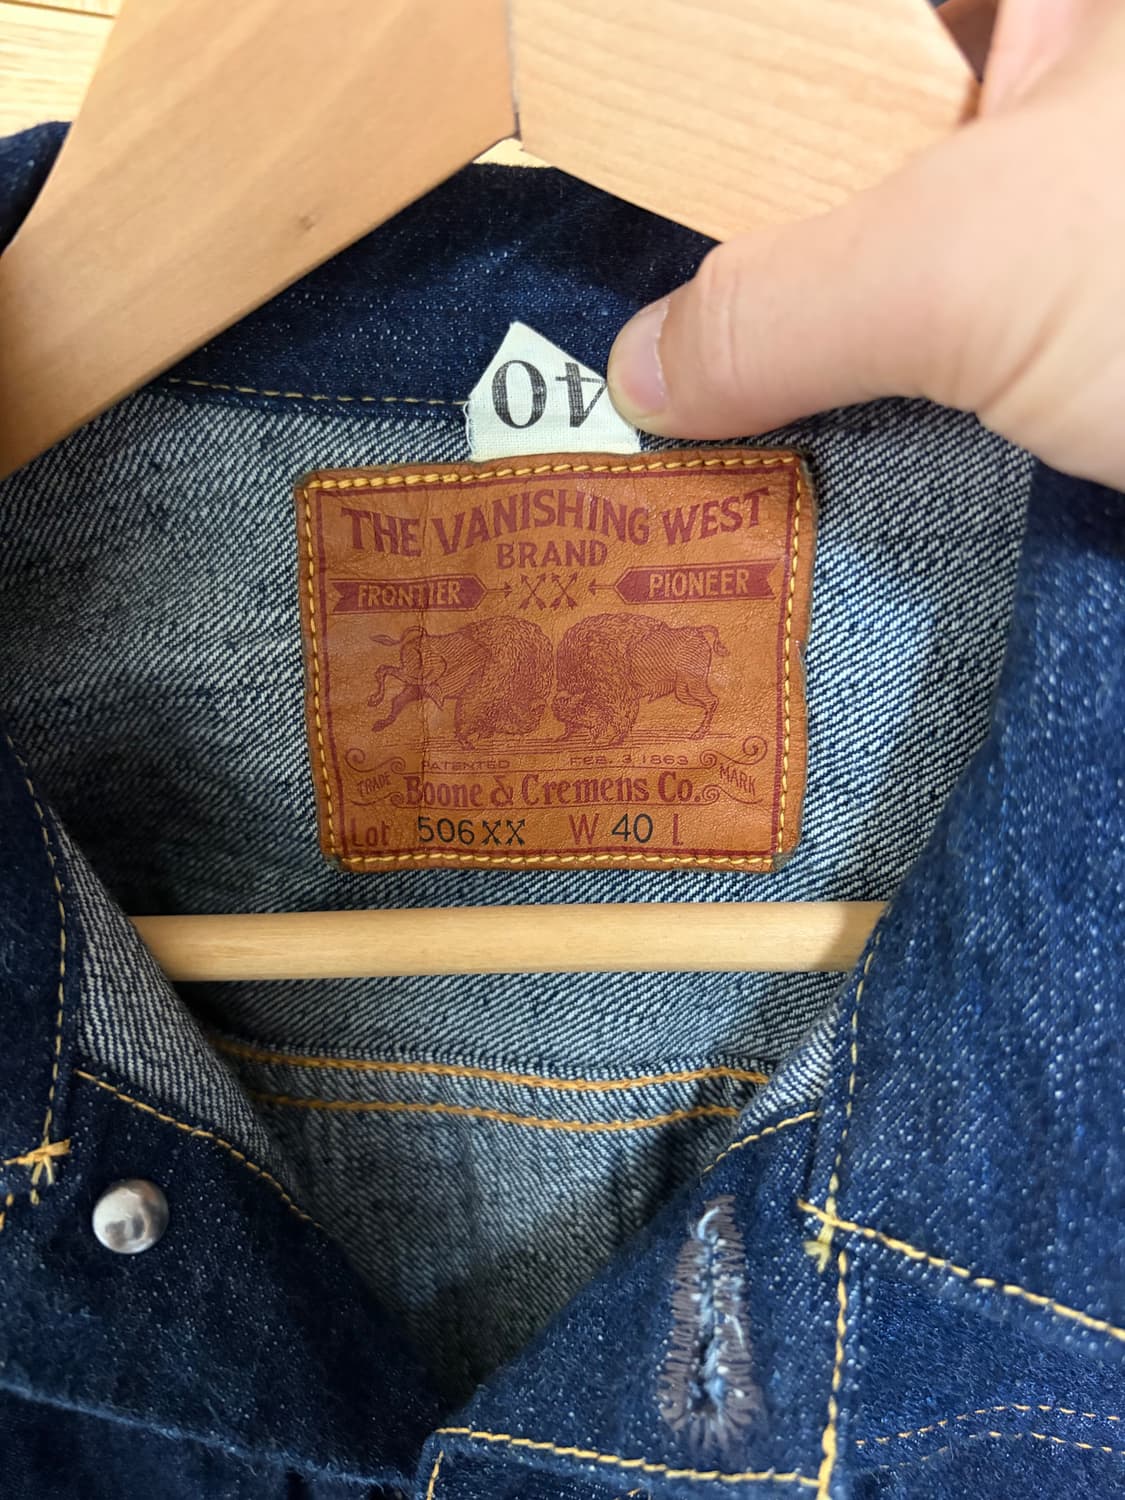 40
THE VANISHING WEST
BRAND
FRONTIER XX PIONEER
PATENTED FEB. 3 1863
TRADE Boone & Cremens Co. MARK
Lot 506XX W 40 L